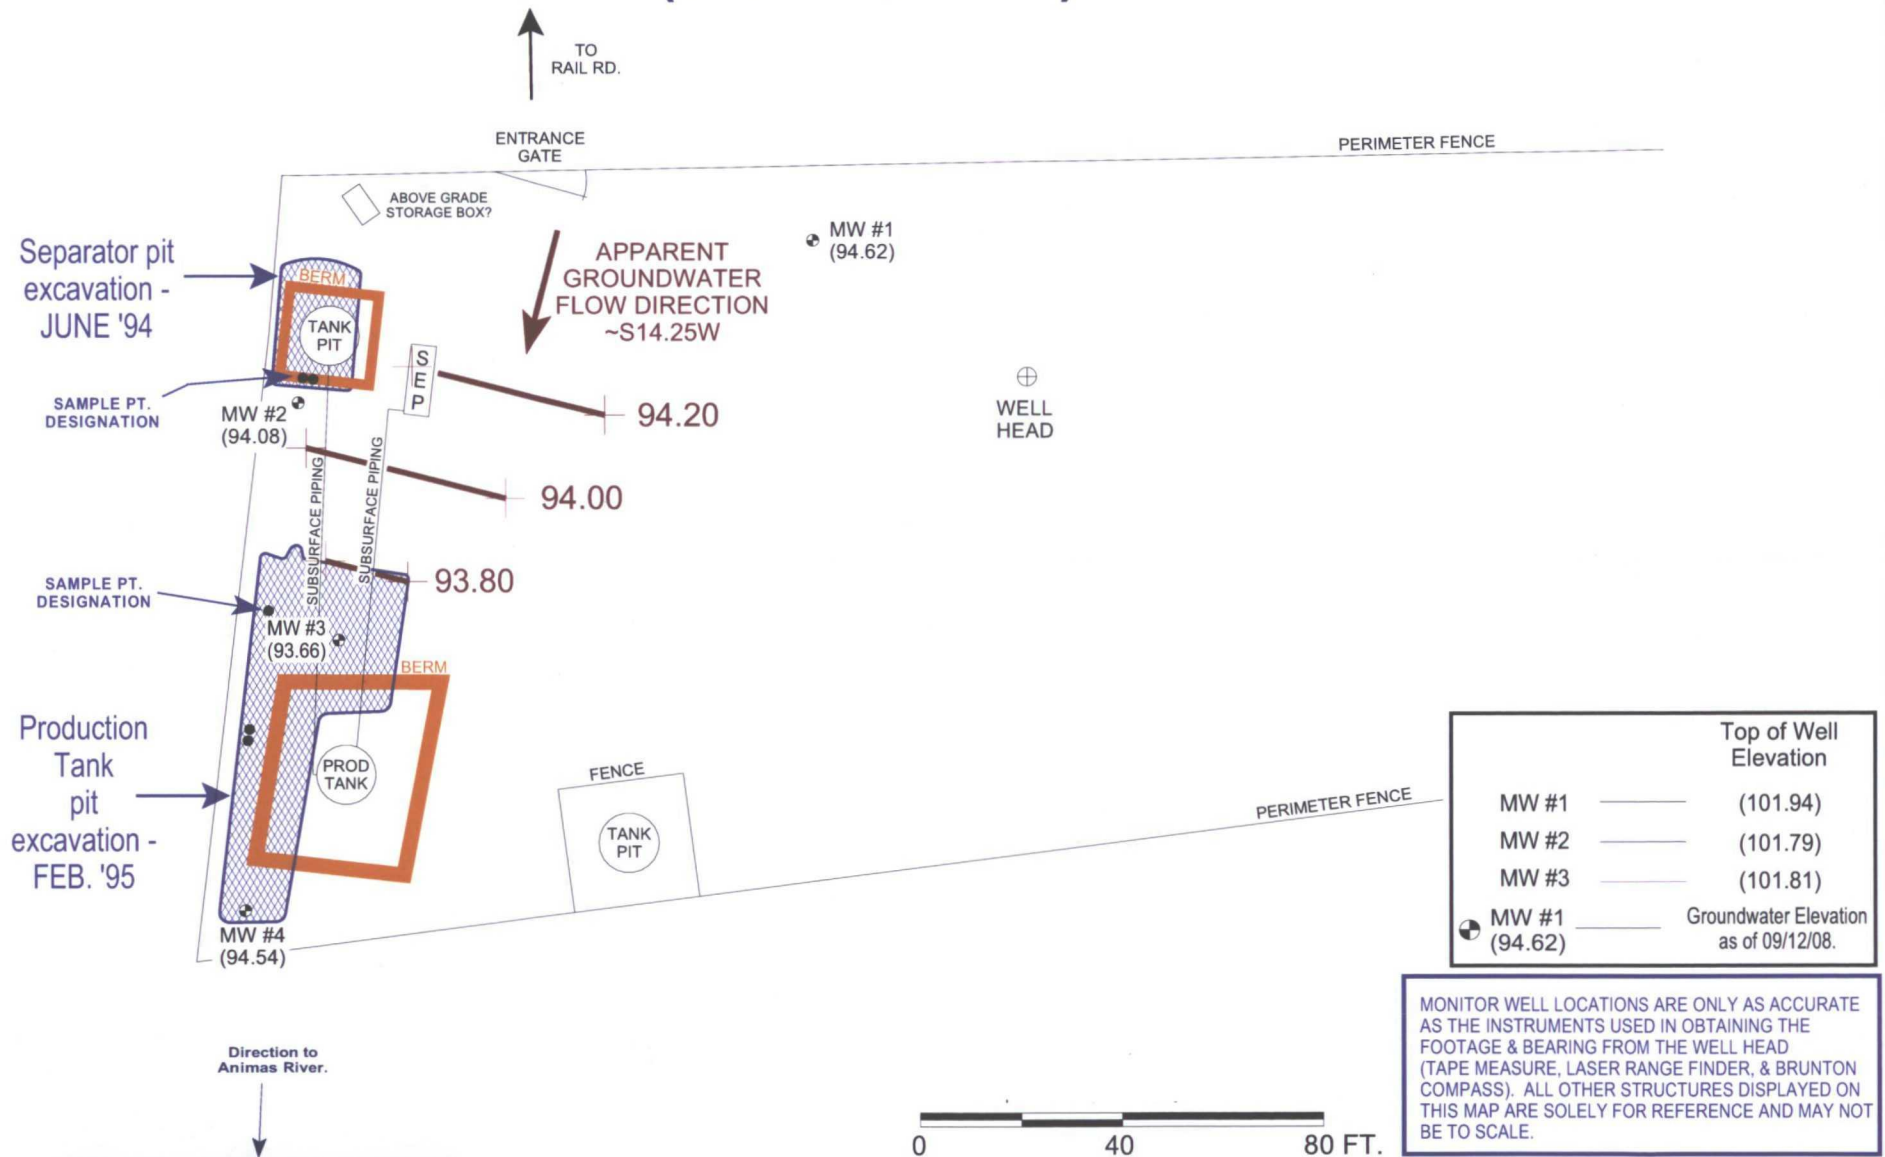 TO
RAIL RD.
ENTRANCE
GATE
PERIMETER FENCE
ABOVE GRADE
STORAGE BOX?
MW #1
(94.62)
Separator pit
excavation -
JUNE '94
BERM
TANK
PIT
APPARENT
GROUNDWATER
FLOW DIRECTION
~S14.25W
S
E
P
SAMPLE PT.
DESIGNATION
MW #2
(94.08)
94.20
WELL
HEAD
SUBSURFACE PIPING
SUBSURFACE PIPING
94.00
93.80
SAMPLE PT.
DESIGNATION
MW #3
(93.66)
BERM
Production
Tank
pit
excavation -
FEB. '95
PROD
TANK
FENCE
TANK
PIT
PERIMETER FENCE
MW #4
(94.54)
Top of Well
Elevation
MW #1 (101.94)
MW #2 (101.79)
MW #3 (101.81)
MW #1
(94.62)
Groundwater Elevation
as of 09/12/08.
MONITOR WELL LOCATIONS ARE ONLY AS ACCURATE
AS THE INSTRUMENTS USED IN OBTAINING THE
FOOTAGE & BEARING FROM THE WELL HEAD
(TAPE MEASURE, LASER RANGE FINDER, & BRUNTON
COMPASS). ALL OTHER STRUCTURES DISPLAYED ON
THIS MAP ARE SOLELY FOR REFERENCE AND MAY NOT
BE TO SCALE.
Direction to
Animas River.
0 40 80 FT.